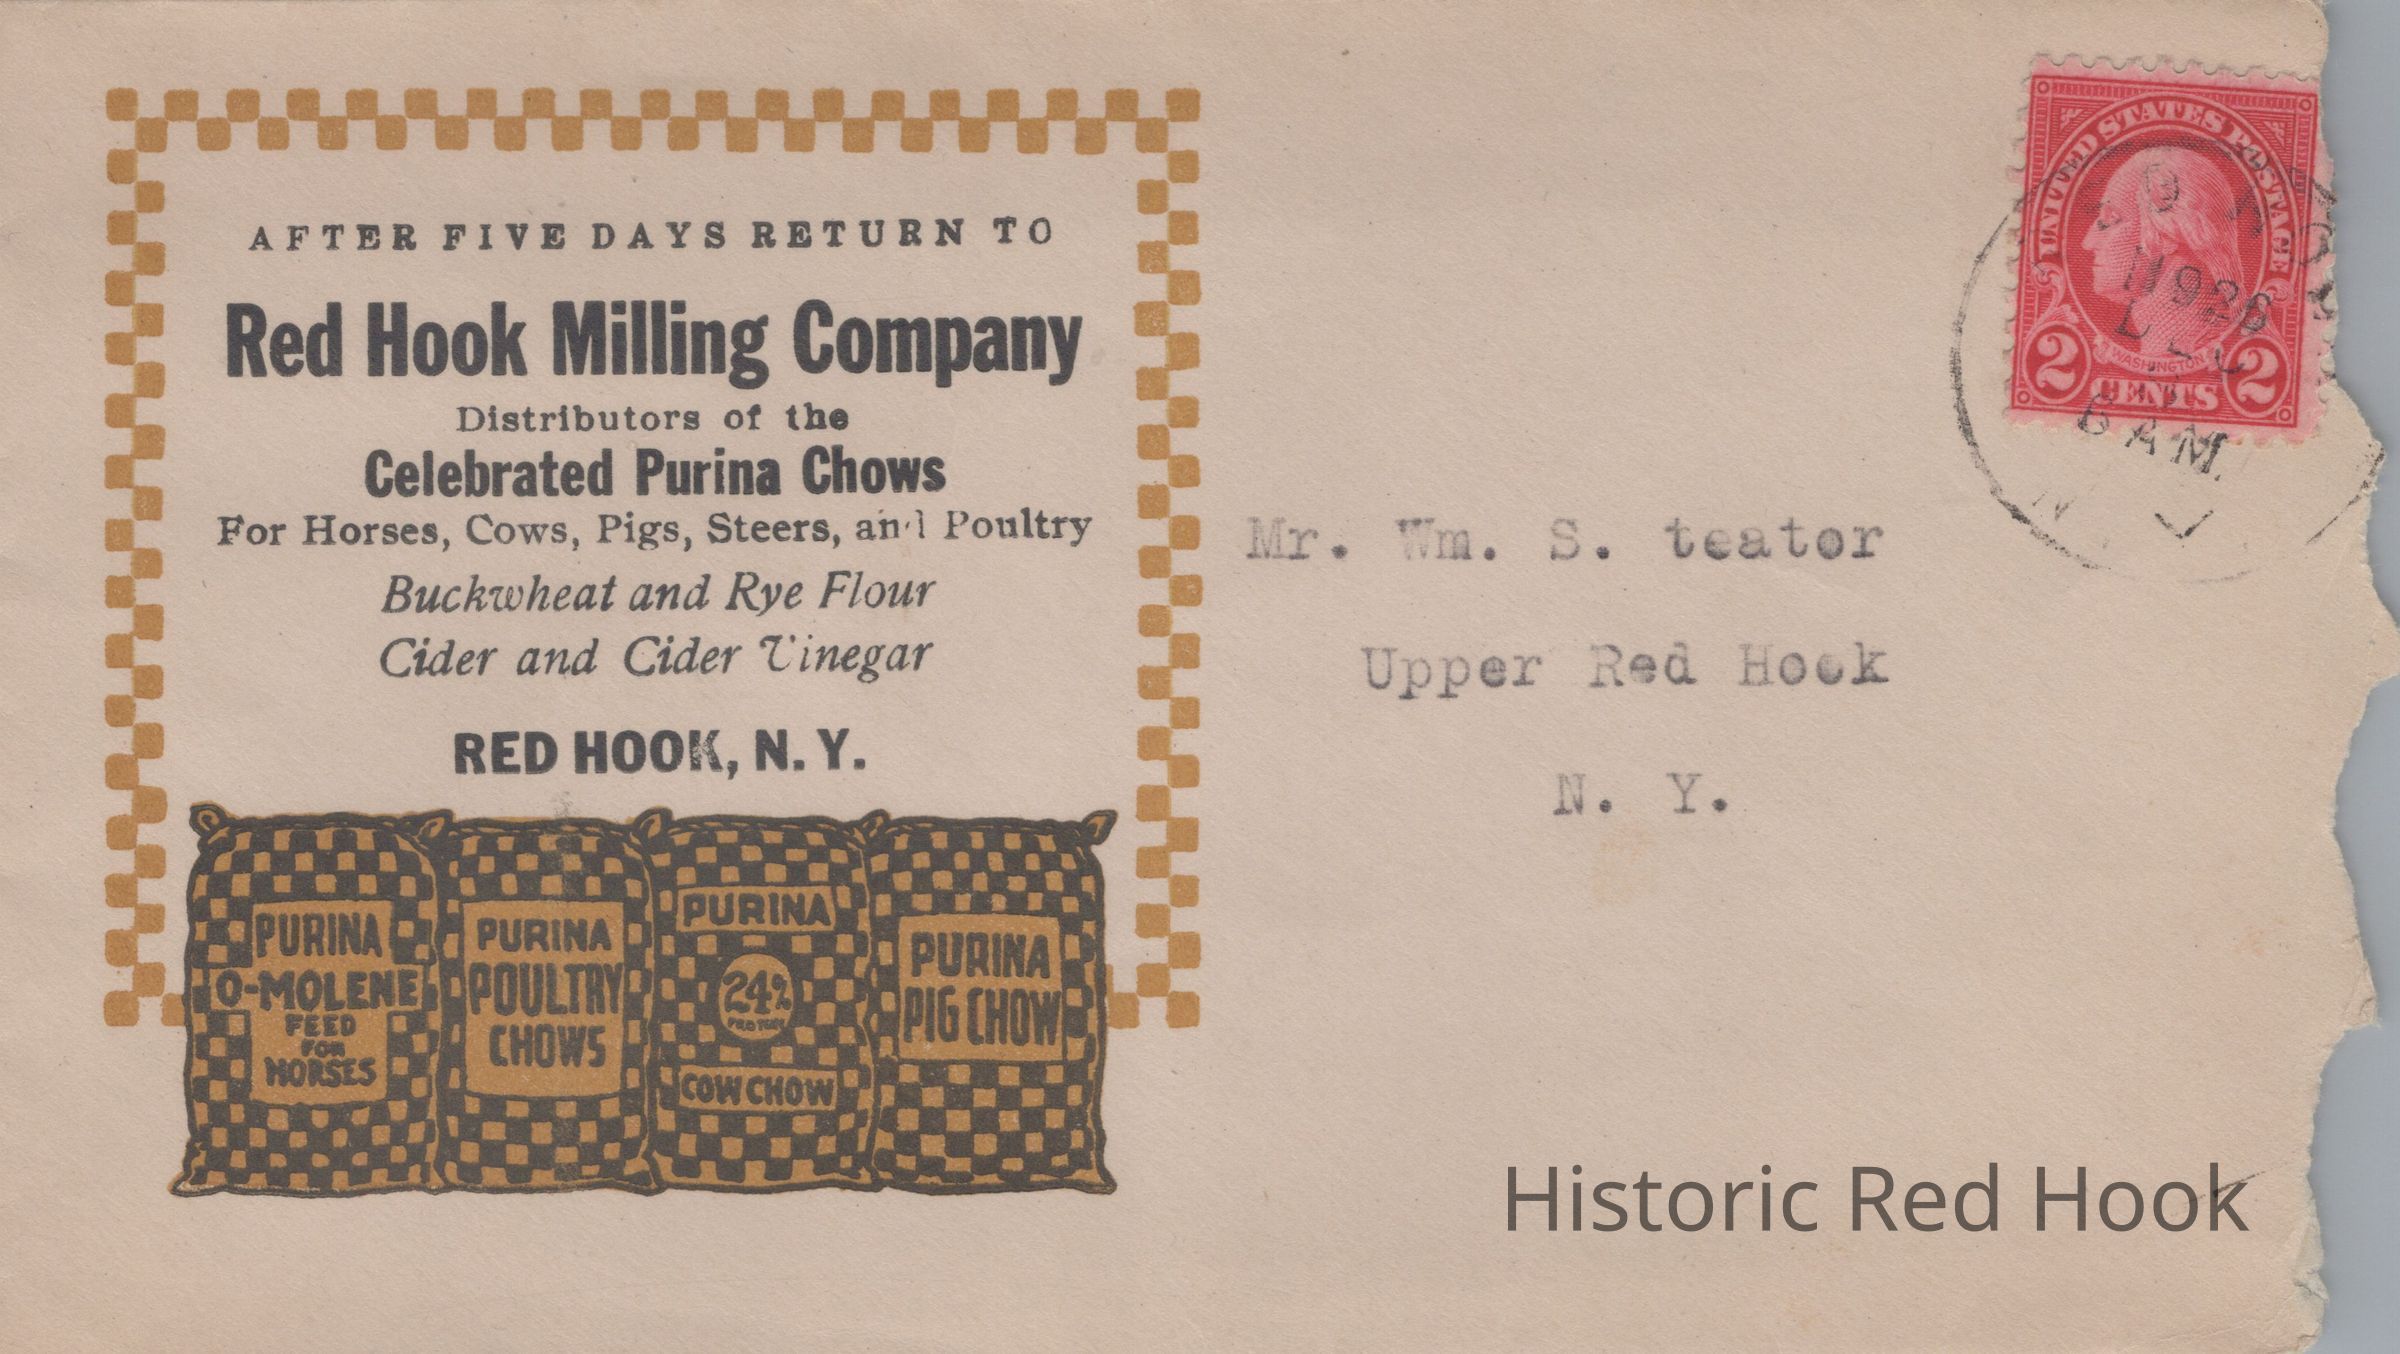 AFTER FIVE DAYS RETURN TO
Red Hook Milling Company
Distributors of the
Celebrated Purina Chows
For Horses, Cows, Pigs, Steers, and Poultry
Buckwheat and Rye Flour
Cider and Cider Vinegar
RED HOOK, N. Y.
PURINA
O-MOLENE
FEED
FOR
HORSES
PURINA
POULTRY
CHOWS
PURINA
24%
COW CHOW
PURINA
PIG CHOW
UNITED STATES POSTAGE
WASHINGTON
2 CENTS 2
1926
DEC
6 AM.
N Y
Mr. Wm. S. teator
Upper Red Hook
N. Y.
Historic Red Hook